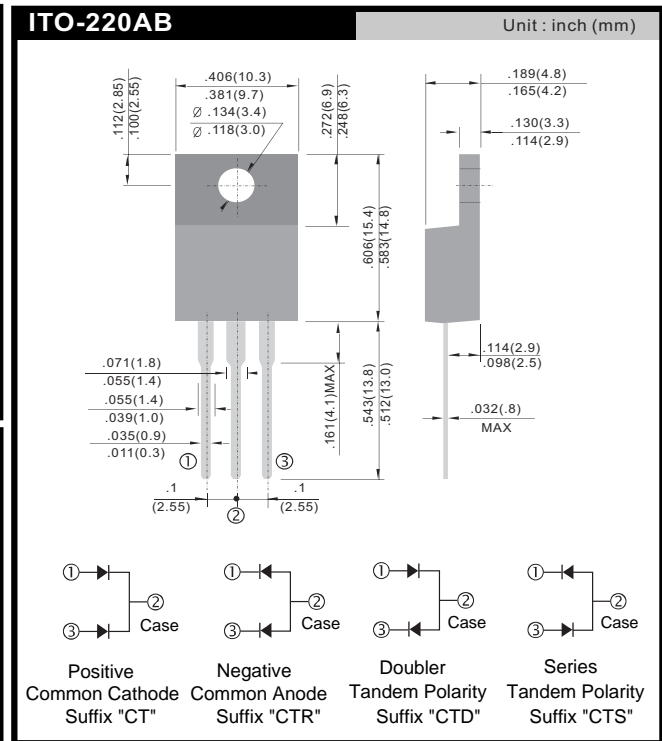 ITO-220AB
Unit : inch (mm)
.406(10.3)
.381(9.7)
Ø .134(3.4)
Ø .118(3.0)
.112(2.85)
.100(2.55)
.272(6.9)
.248(6.3)
.189(4.8)
.165(4.2)
.130(3.3)
.114(2.9)
.606(15.4)
.583(14.8)
.071(1.8)
.055(1.4)
.055(1.4)
.039(1.0)
.035(0.9)
.011(0.3)
.161(4.1)MAX
.543(13.8)
.512(13.0)
.114(2.9)
.098(2.5)
.032(.8)
MAX
① ③
.1
(2.55)
②
.1
(2.55)
① ② ③ Case
① ② ③ Case
① ② ③ Case
① ② ③ Case
Positive
Common Cathode
Suffix "CT"
Negative
Common Anode
Suffix "CTR"
Doubler
Tandem Polarity
Suffix "CTD"
Series
Tandem Polarity
Suffix "CTS"